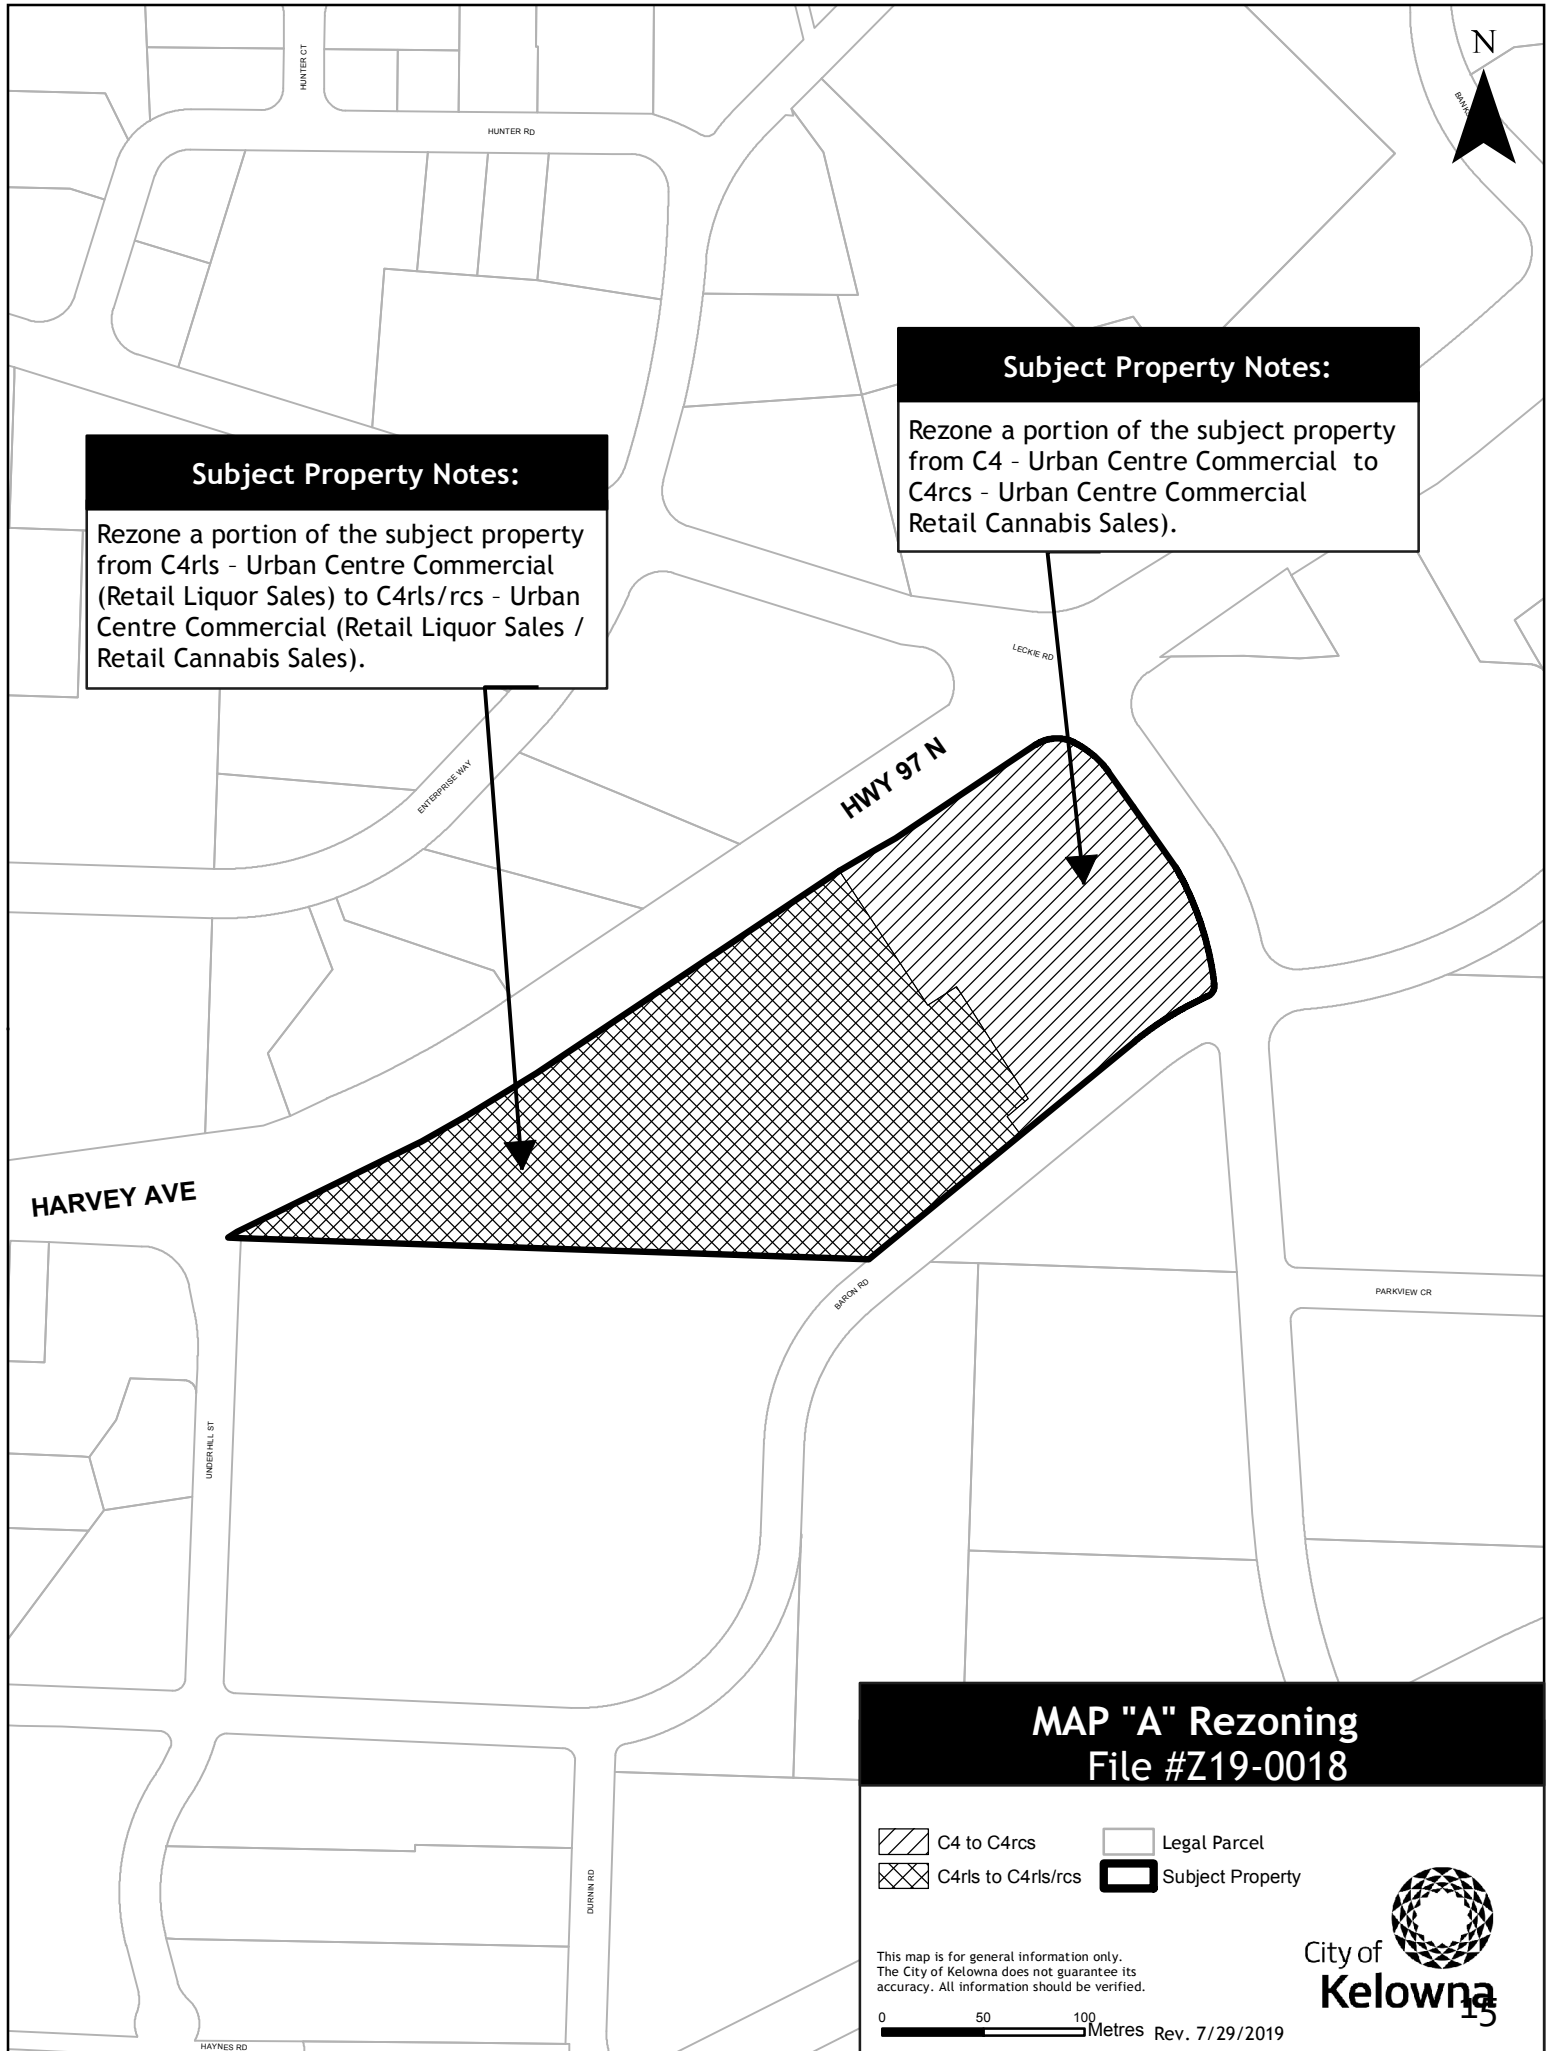 N
HUNTER CT
HUNTER RD
Subject Property Notes:
Rezone a portion of the subject property
from C4 - Urban Centre Commercial  to
C4rcs - Urban Centre Commercial
Retail Cannabis Sales).
Subject Property Notes:
Rezone a portion of the subject property
from C4rls - Urban Centre Commercial
(Retail Liquor Sales) to C4rls/rcs - Urban
Centre Commercial (Retail Liquor Sales /
Retail Cannabis Sales).
LECKIE RD
ENTERPRISE WAY
HWY 97 N
HARVEY AVE
BARON RD
PARKVIEW CR
UNDERHILL ST
DURNIN RD
HAYNES RD
MAP "A" Rezoning
File #Z19-0018
C4 to C4rcs
Legal Parcel
C4rls to C4rls/rcs
Subject Property
This map is for general information only.
The City of Kelowna does not guarantee its
accuracy. All information should be verified.
0 50 100
Metres
Rev. 7/29/2019
City of
Kelowna
15